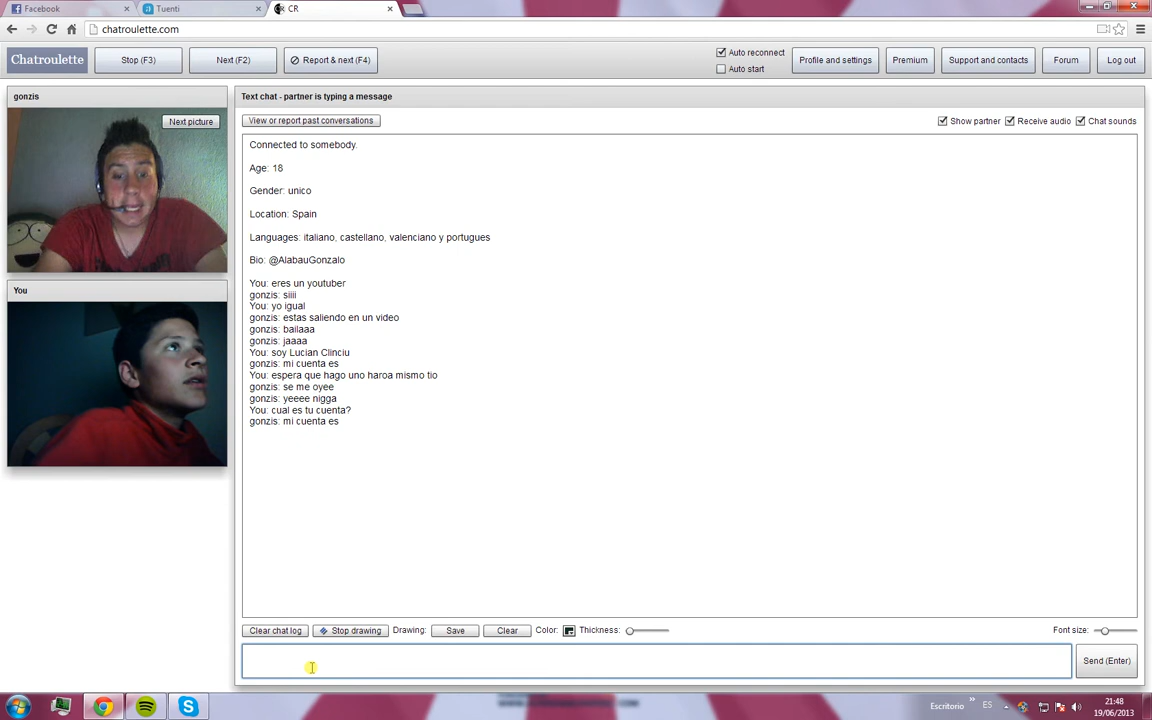 Facebook
Tuenti
CR
chatroulette.com
Chatroulette
Stop (F3)
Next (F2)
Report & next (F4)
Auto reconnect
Auto start
Profile and settings
Premium
Support and contacts
Forum
Log out
gonzis
Next picture
You
Text chat - partner is typing a message
View or report past conversations
Show partner
Receive audio
Chat sounds
Connected to somebody.
Age: 18
Gender: unico
Location: Spain
Languages: italiano, castellano, valenciano y portugues
Bio: @AlabauGonzalo
You: eres un youtuber
gonzis: siiii
You: yo igual
gonzis: estas saliendo en un video
gonzis: bailaaa
gonzis: jaaaa
You: soy Lucian Clinciu
gonzis: mi cuenta es
You: espera que hago uno haroa mismo tio
gonzis: se me oyee
gonzis: yeeee nigga
You: cual es tu cuenta?
gonzis: mi cuenta es
Clear chat log
Stop drawing
Drawing:
Save
Clear
Color:
Thickness:
Font size:
Send (Enter)
Escritorio
ES
21:48
19/06/2013